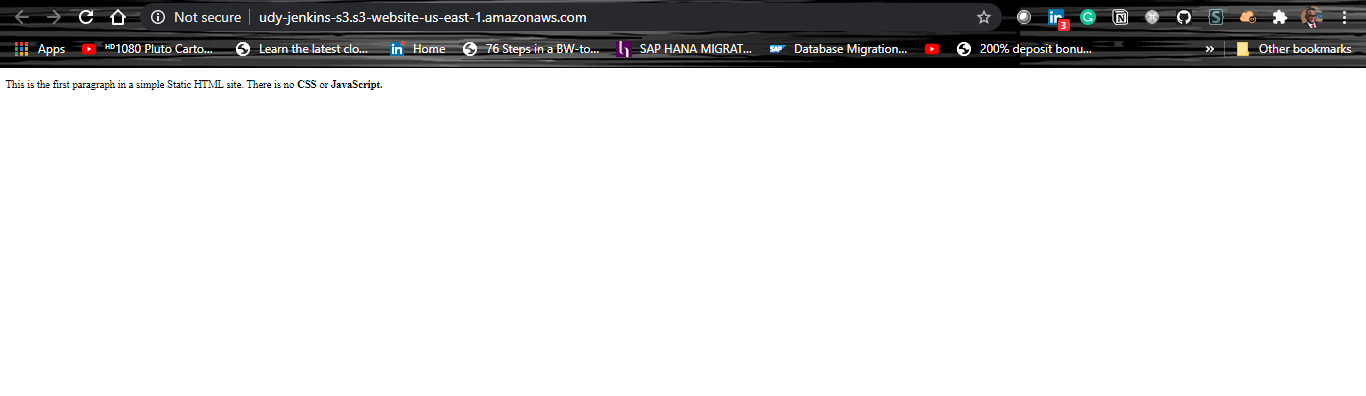 Not secure udy-jenkins-s3.s3-website-us-east-1.amazonaws.com
3
Apps HD1080 Pluto Carto... Learn the latest clo... Home 76 Steps in a BW-to... SAP HANA MIGRAT... Database Migration... 200% deposit bonu... » Other bookmarks
This is the first paragraph in a simple Static HTML site. There is no CSS or JavaScript.